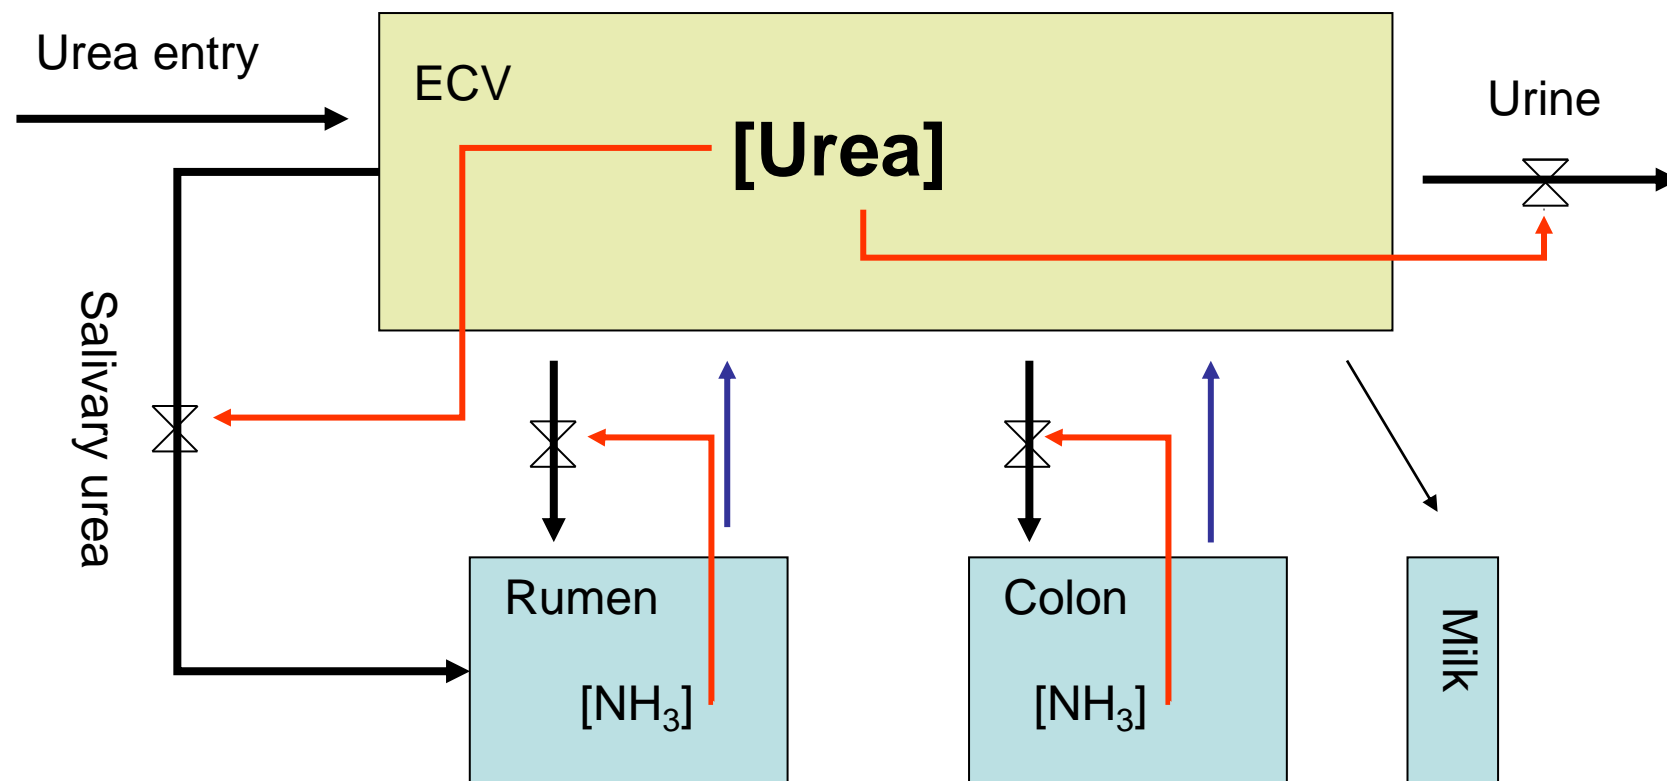 Urea entry
ECV
[Urea]
Urine
Salivary urea
Rumen
[NH₃]
Colon
[NH₃]
Milk